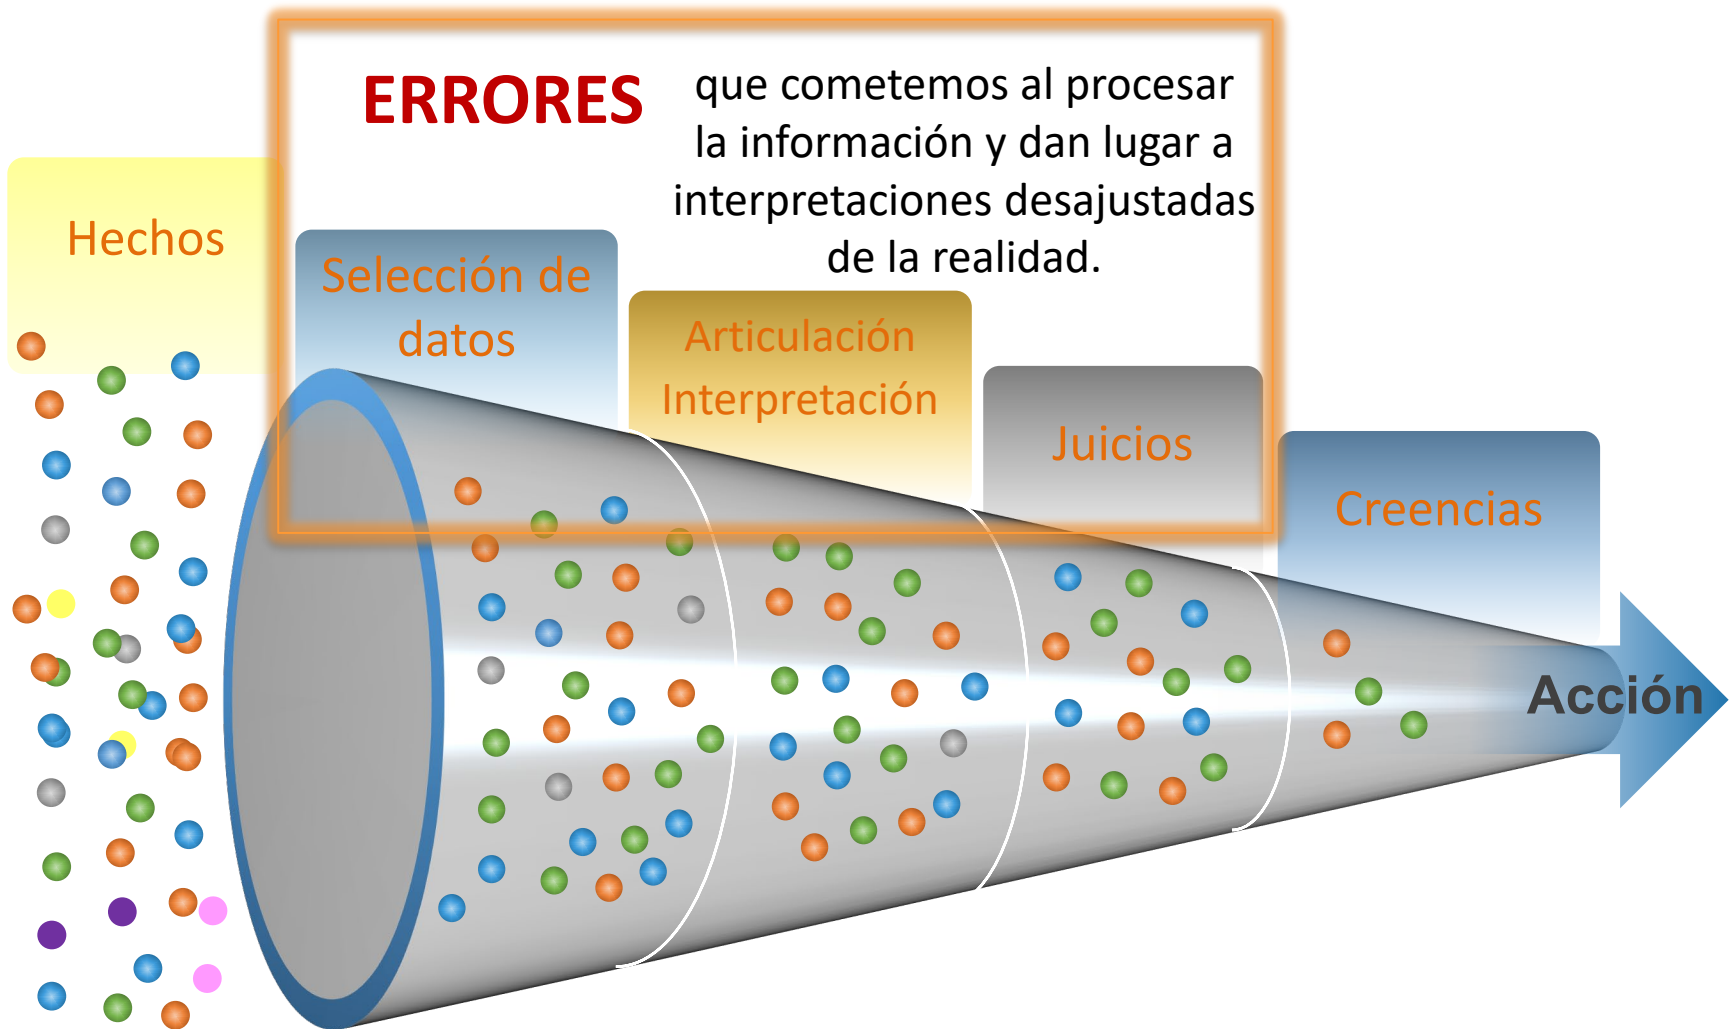 ERRORES
que cometemos al procesar
la información y dan lugar a
interpretaciones desajustadas
de la realidad.
Hechos
Selección de
datos
Articulación
Interpretación
Juicios
Creencias
Acción